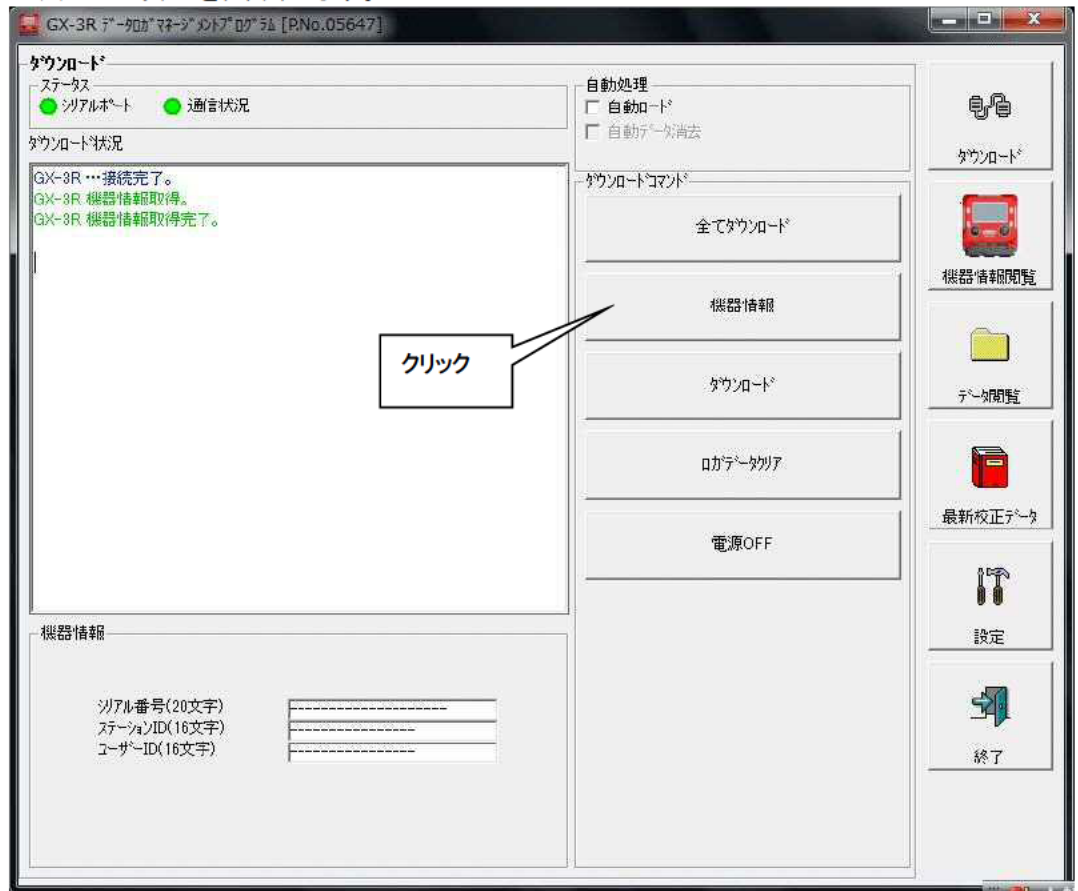 GX-3R ﾃﾞｰﾀﾛｶﾞﾏﾈｰｼﾞﾒﾝﾄﾌﾟﾛｸﾞﾗﾑ [P.No.05647]
ﾀﾞｳﾝﾛｰﾄﾞ
ｽﾃｰﾀｽ
ｼﾘｱﾙﾎﾟｰﾄ
通信状況
ﾀﾞｳﾝﾛｰﾄﾞ状況
GX-3R …接続完了。
GX-3R 機器情報取得。
GX-3R 機器情報取得完了。
自動処理
自動ﾛｰﾄﾞ
自動ﾃﾞｰﾀ消去
ﾀﾞｳﾝﾛｰﾄﾞｺﾏﾝﾄﾞ
全てﾀﾞｳﾝﾛｰﾄﾞ
機器情報
クリック
ﾀﾞｳﾝﾛｰﾄﾞ
ﾛｶﾞﾃﾞｰﾀｸﾘｱ
電源OFF
機器情報
ｼﾘｱﾙ番号(20文字) --------------------
ｽﾃｰｼｮﾝID(16文字) ----------------
ﾕｰｻﾞｰID(16文字) ----------------
ﾀﾞｳﾝﾛｰﾄﾞ
機器情報閲覧
ﾃﾞｰﾀ閲覧
最新校正ﾃﾞｰﾀ
設定
終了